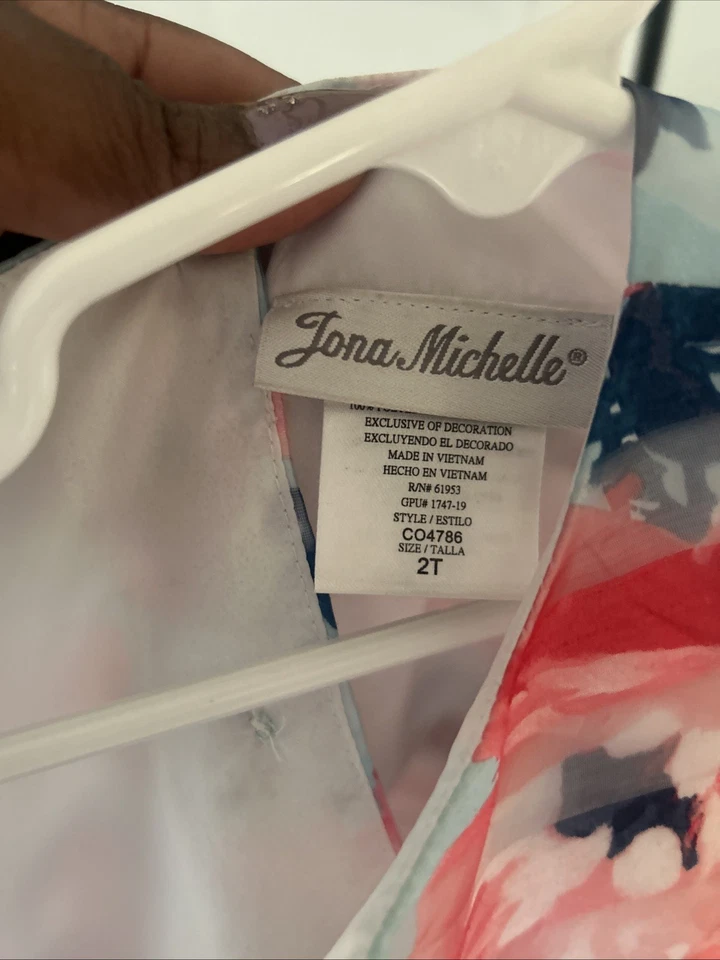 Jona Michelle®
100%
EXCLUSIVE OF DECORATION
EXCLUYENDO EL DECORADO
MADE IN VIETNAM
HECHO EN VIETNAM
R/N# 61953
GPU# 1747-19
STYLE / ESTILO
CO4786
SIZE / TALLA
2T